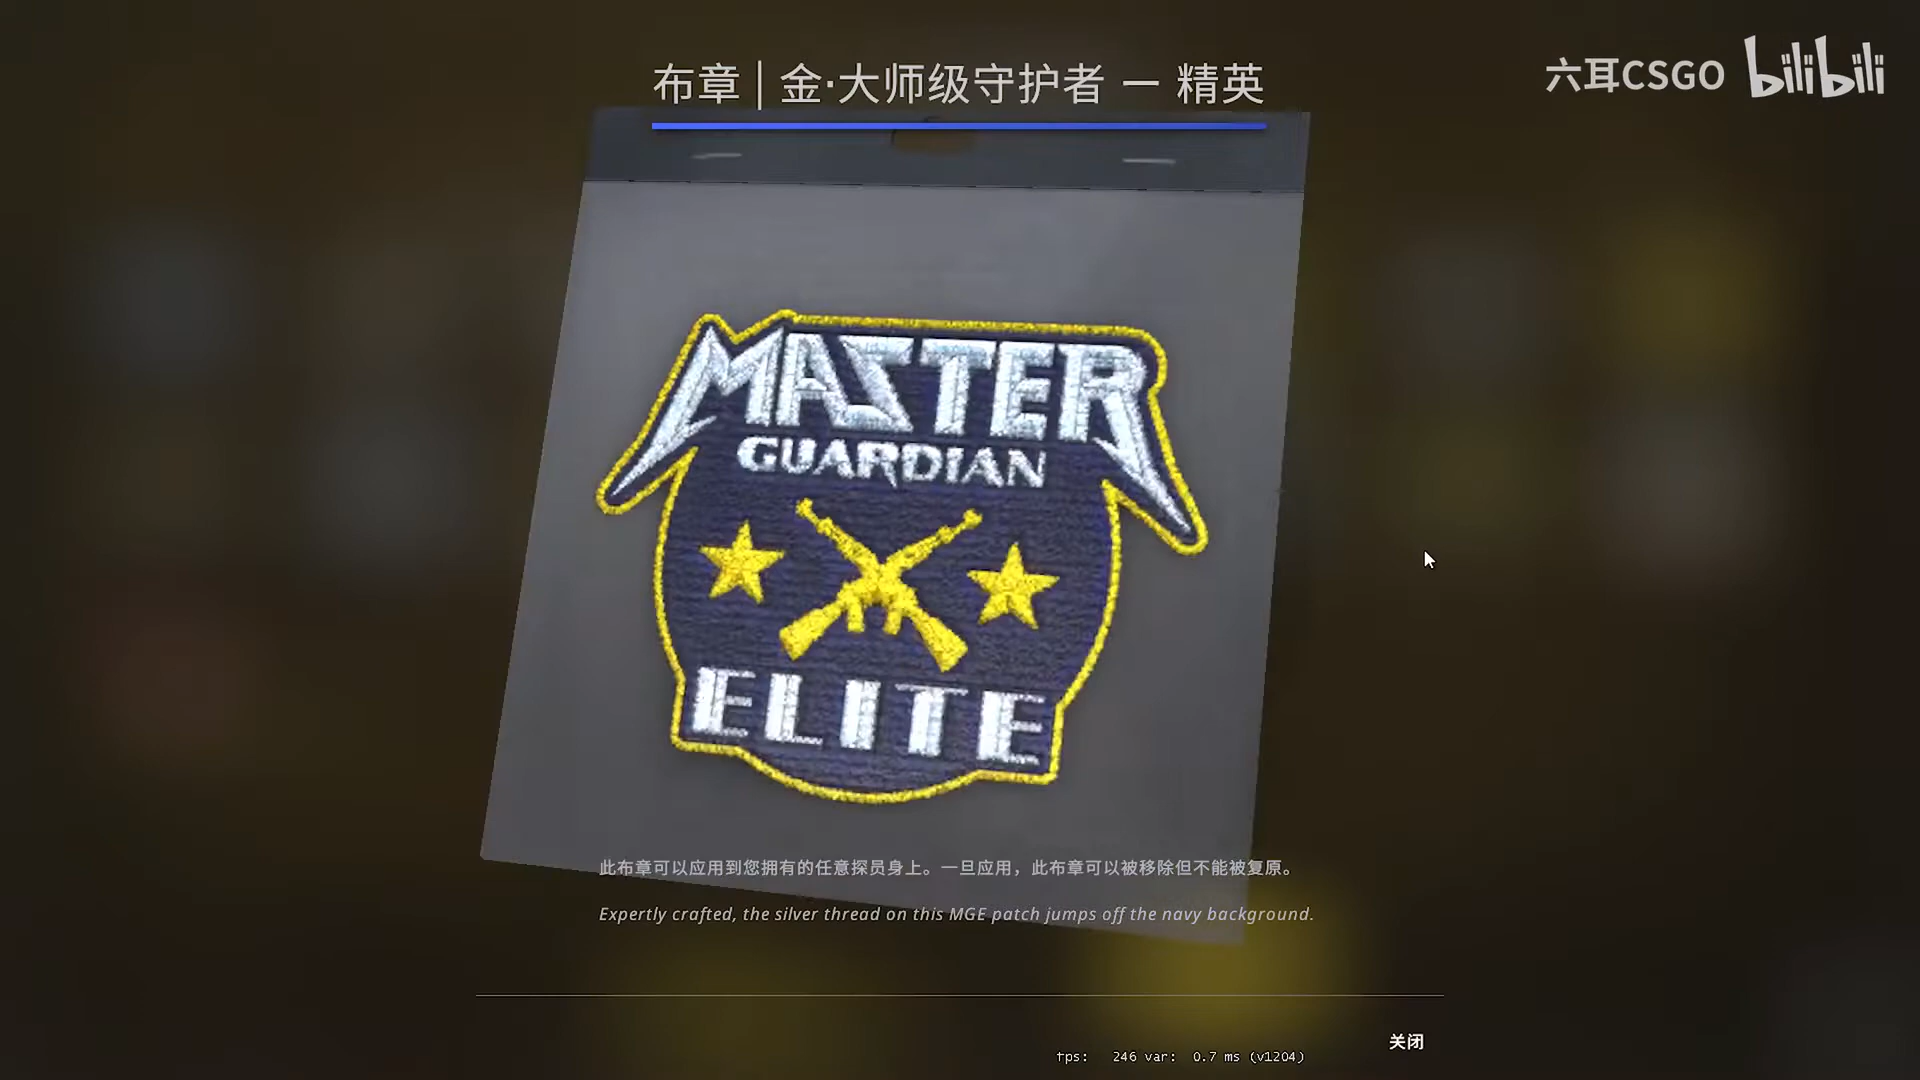 布章 | 金·大师级守护者 一 精英
六耳CSGO bilibili
MASTER
GUARDIAN
ELITE
此布章可以应用到您拥有的任意探员身上。一旦应用，此布章可以被移除但不能被复原。
Expertly crafted, the silver thread on this MGE patch jumps off the navy background.
关闭
fps: 246 var: 0.7 ms (v1204)